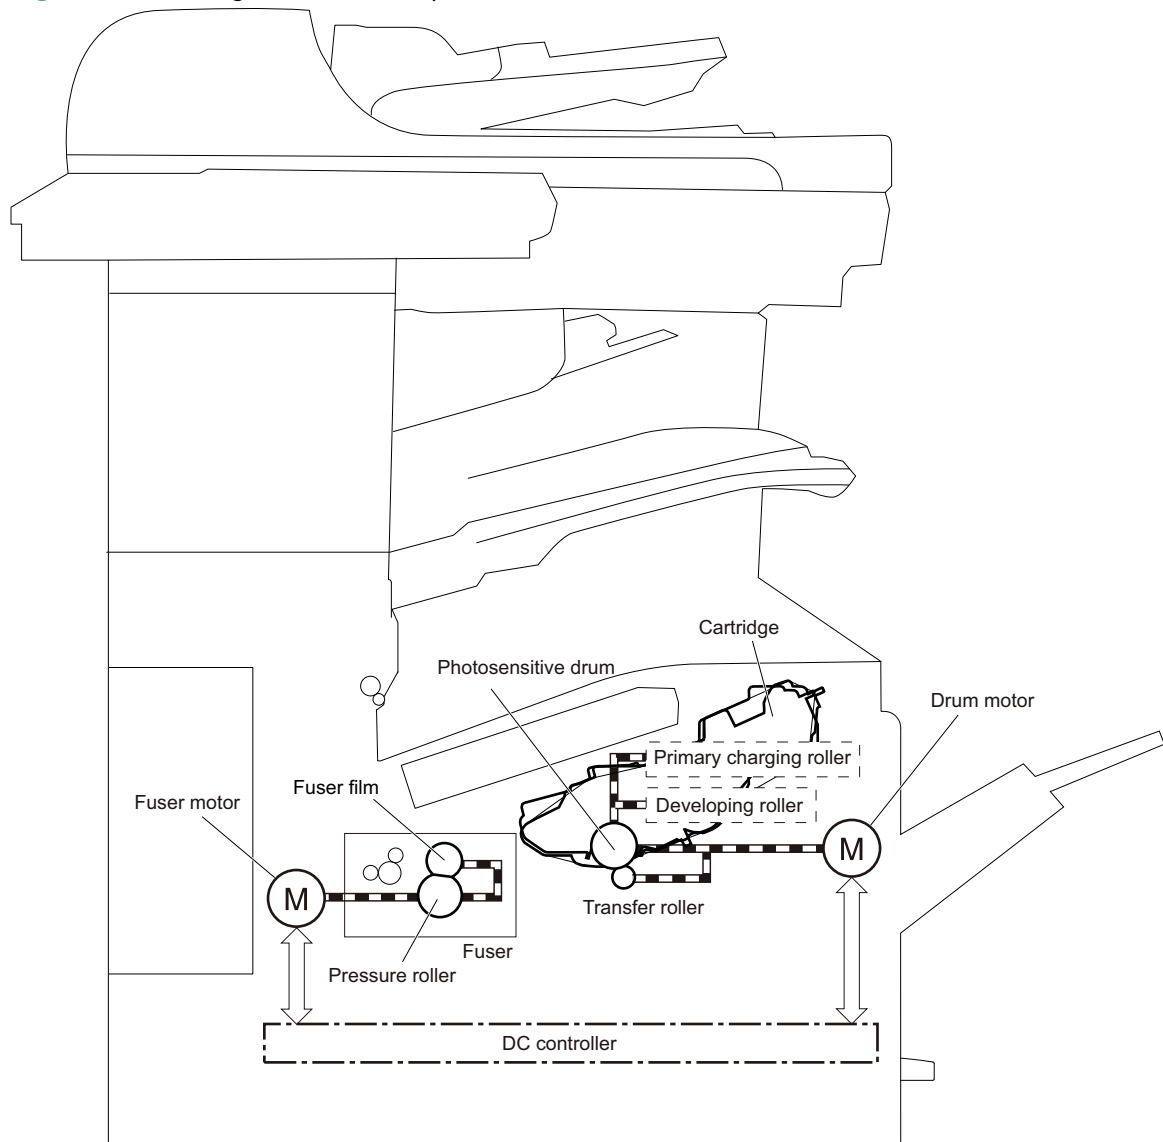 Cartridge
Photosensitive drum
Drum motor
Primary charging roller
Fuser film
Fuser motor
Developing roller
M
M
Transfer roller
Fuser
Pressure roller
DC controller